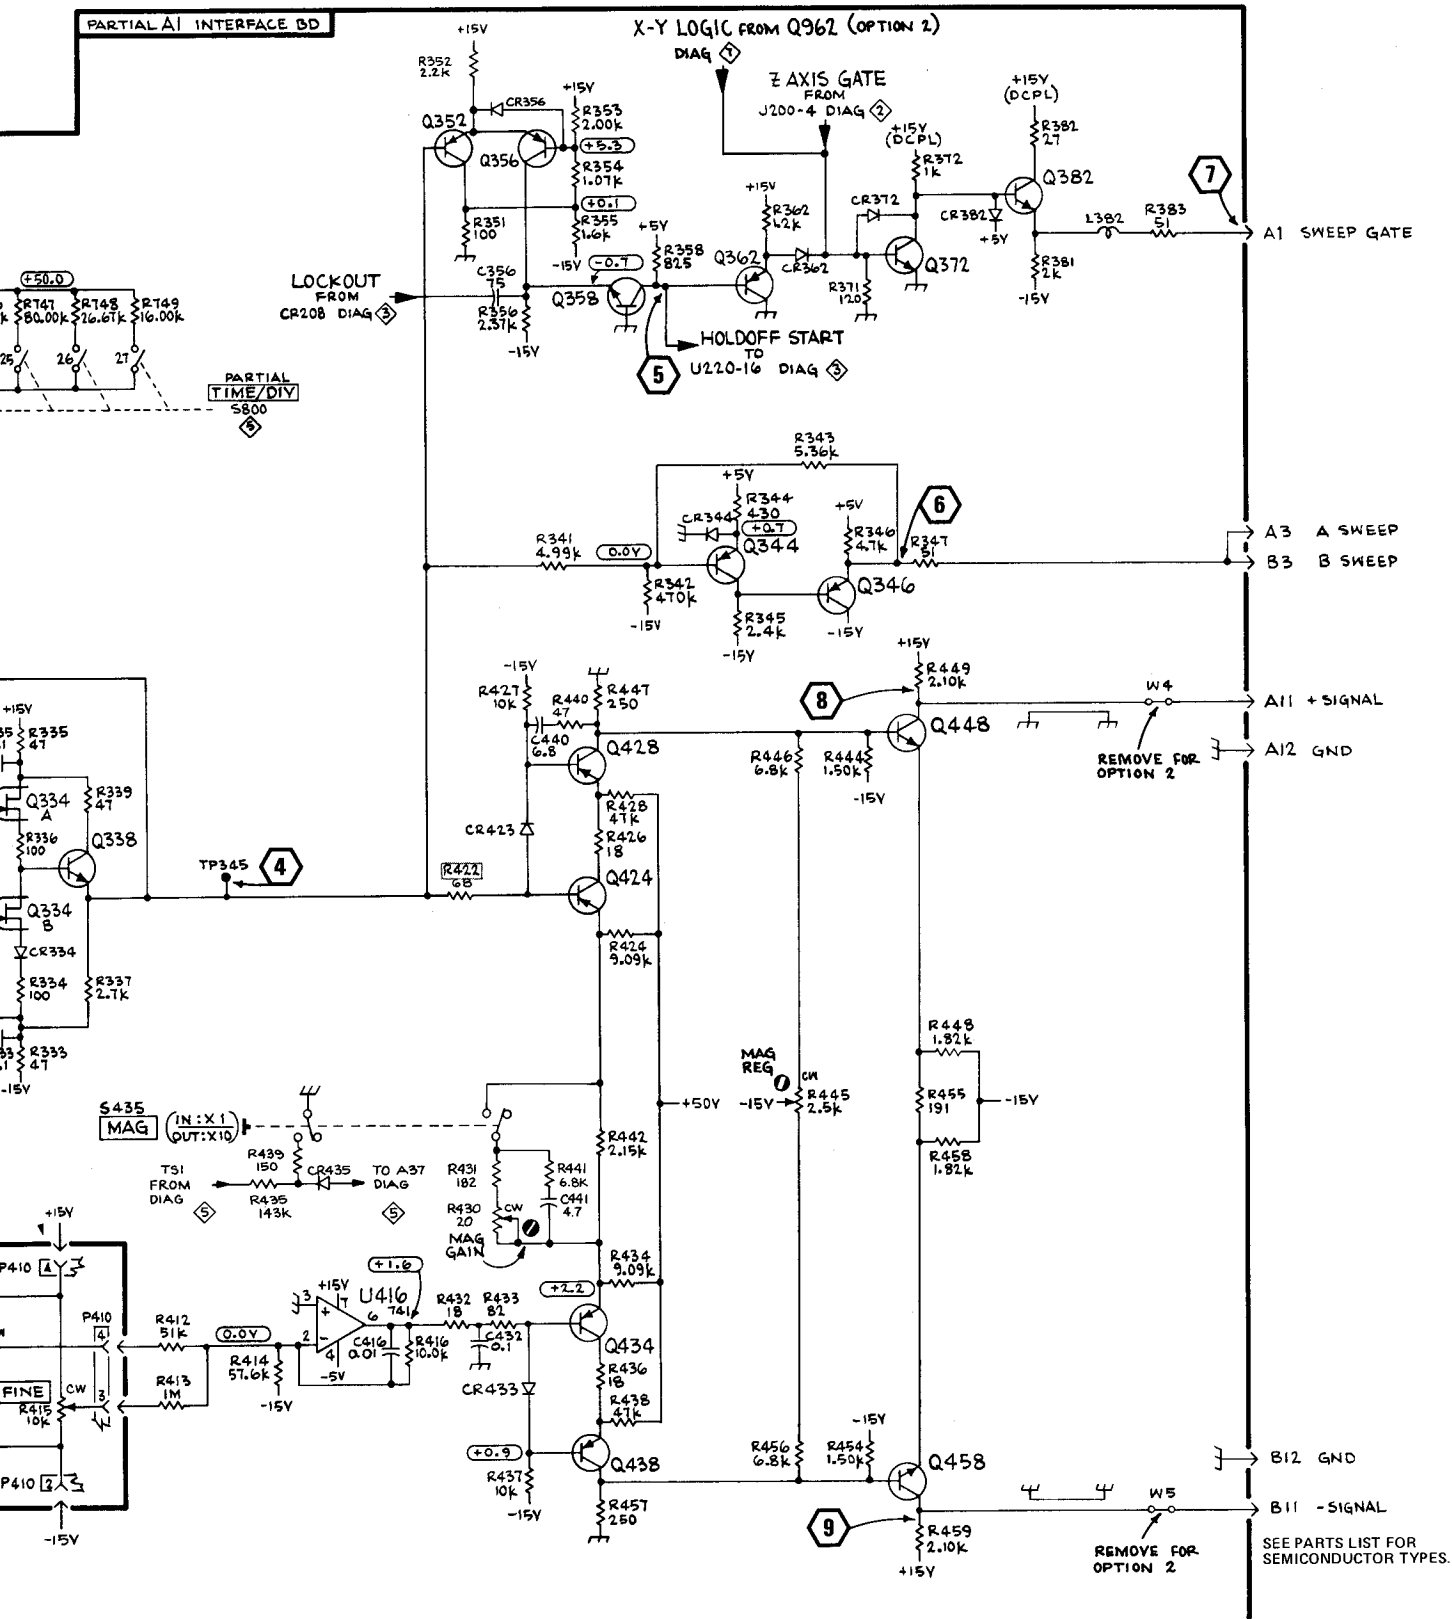 PARTIAL A1 INTERFACE BD
X-Y LOGIC FROM Q962 (OPTION 2)
DIAG 7
+15V
R352
2.2k
CR356
+15V
R353
2.00k
Q352
Q356
+5.3
R354
1.07k
+0.1
R351
100
R355
1.6k
-15V
Z AXIS GATE
FROM
J200-4 DIAG 2
+15V
(DCPL)
R372
1k
+15V
(DCPL)
R382
27
Q382
7
CR372
CR382
+5V
L382
R383
51
A1 SWEEP GATE
+15V
R362
1.2k
+5V
R358
825
Q362
CR362
Q372
R371
120
R381
2k
-15V
LOCKOUT
FROM
CR208 DIAG 3
C356
75
-0.7
Q358
R356
2.37k
-15V
5
HOLDOFF START
TO
U220-16 DIAG 3
+50.0
R747
80.00k
R748
26.67k
R749
16.00k
25
26
27
PARTIAL
TIME/DIV
S800
5
R343
5.36k
+5V
R344
430
CR344
+0.7
Q344
+5V
R346
4.7k
6
R347
51
R341
4.99k
0.0V
R342
470k
-15V
Q346
-15V
R345
2.4k
-15V
A3 A SWEEP
B3 B SWEEP
+15V
R449
2.10k
8
W4
A11 +SIGNAL
Q448
REMOVE FOR
OPTION 2
A12 GND
-15V
R427
10k
R440
47
R447
250
C440
6.8
Q428
R446
6.8k
R444
1.50k
-15V
R428
47k
CR423
R426
18
Q424
R424
9.09k
+15V
R335
47
Q334
A
R339
47
R336
100
Q338
TP345
4
R422
68
Q334
B
CR334
R334
100
R337
2.7k
R333
47
-15V
R448
1.82k
MAG
REG
CW
-15V
R445
2.5k
R455
191
-15V
R458
1.82k
+50V
S435
MAG
(IN:X1
OUT:X10)
R439
150
TS1
FROM
DIAG
5
R435
143K
CR435
TO A37
DIAG
5
R442
2.15k
R431
182
R441
6.8K
C441
4.7
R430
20
CW
MAG
GAIN
R434
9.09k
+2.2
+15V
P410 1
P410
4
R412
51k
0.0V
R414
57.6k
-15V
R413
1M
3
FINE
CW
R415
10k
P410 2
-15V
+1.6
+15V
U416
741
3
7
6
2
4
-5V
C416
0.01
R416
10.0k
R432
18
R433
82
C432
0.1
Q434
R436
18
R438
47k
CR433
+0.9
R437
10k
-15V
Q438
R457
250
R456
6.8k
-15V
R454
1.50k
Q458
9
R459
2.10k
+15V
W5
REMOVE FOR
OPTION 2
B12 GND
B11 -SIGNAL
SEE PARTS LIST FOR
SEMICONDUCTOR TYPES.